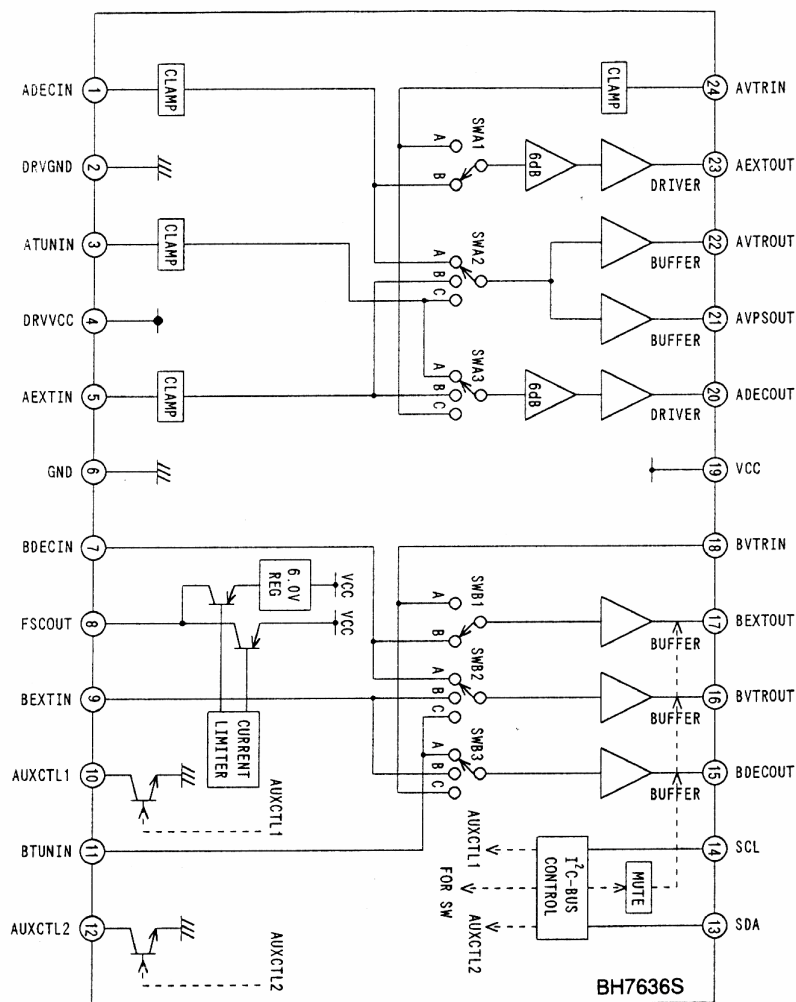 ADECIN 1 CLAMP
CLAMP 24 AVTRIN
DRVGND 2
A B SWA1 6dB DRIVER 23 AEXTOUT
ATUNIN 3 CLAMP
A B C SWA2 BUFFER 22 AVTROUT
DRVVCC 4
BUFFER 21 AVPSOUT
AEXTIN 5 CLAMP
A B C SWA3 6dB DRIVER 20 ADECOUT
GND 6
19 VCC
BDECIN 7
18 BVTRIN
6.0V REG VCC
FSCOUT 8 VCC
A B SWB1 BUFFER 17 BEXTOUT
BEXTIN 9
A B C SWB2 BUFFER 16 BVTROUT
CURRENT LIMITER
AUXCTL1 10 AUXCTL1
A B C SWB3 BUFFER 15 BDECOUT
BTUNIN 11
AUXCTL1 FOR SW AUXCTL2
I²C-BUS CONTROL
MUTE
14 SCL
13 SDA
AUXCTL2 12 AUXCTL2
BH7636S